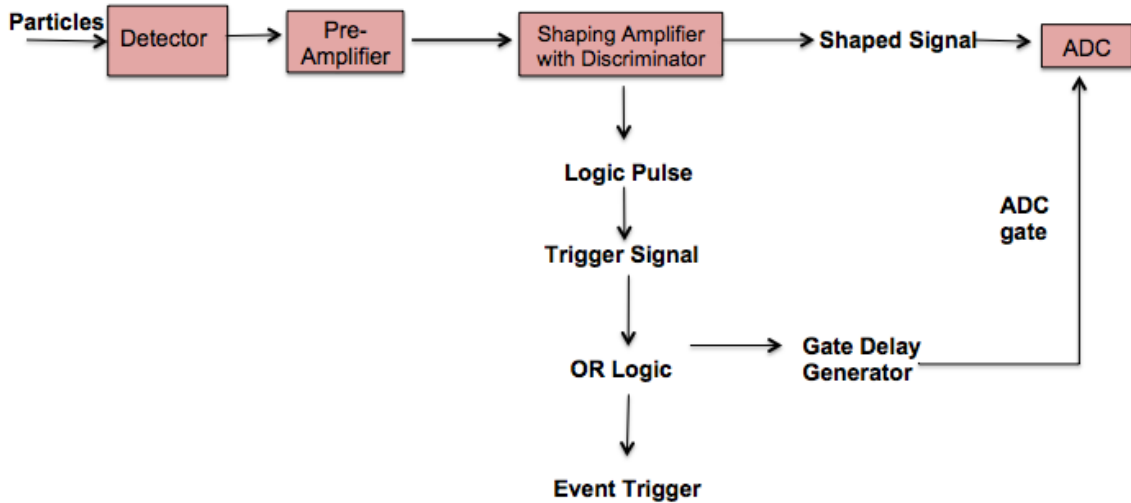 Particles
Detector
Pre-
Amplifier
Shaping Amplifier
with Discriminator
Shaped Signal
ADC
Logic Pulse
ADC
gate
Trigger Signal
OR Logic
Gate Delay
Generator
Event Trigger